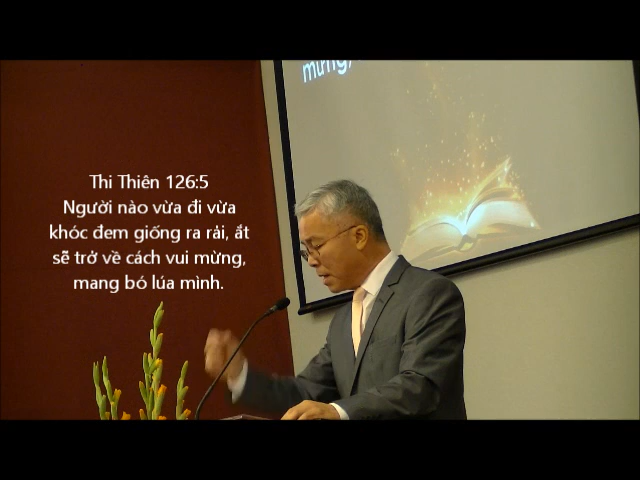 mừng,
Thi Thiên 126:5
Người nào vừa đi vừa
khóc đem giống ra rải, ắt
sẽ trở về cách vui mừng,
mang bó lúa mình.